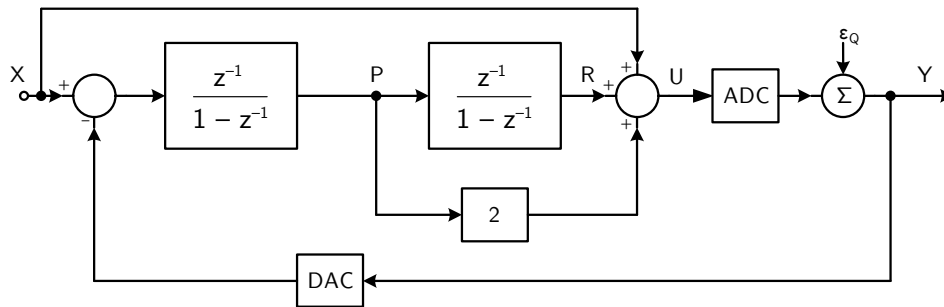 X
+
−
z⁻¹
1 − z⁻¹
P
z⁻¹
1 − z⁻¹
R
+
+
+
U
ADC
ε_Q
Σ
Y
2
DAC